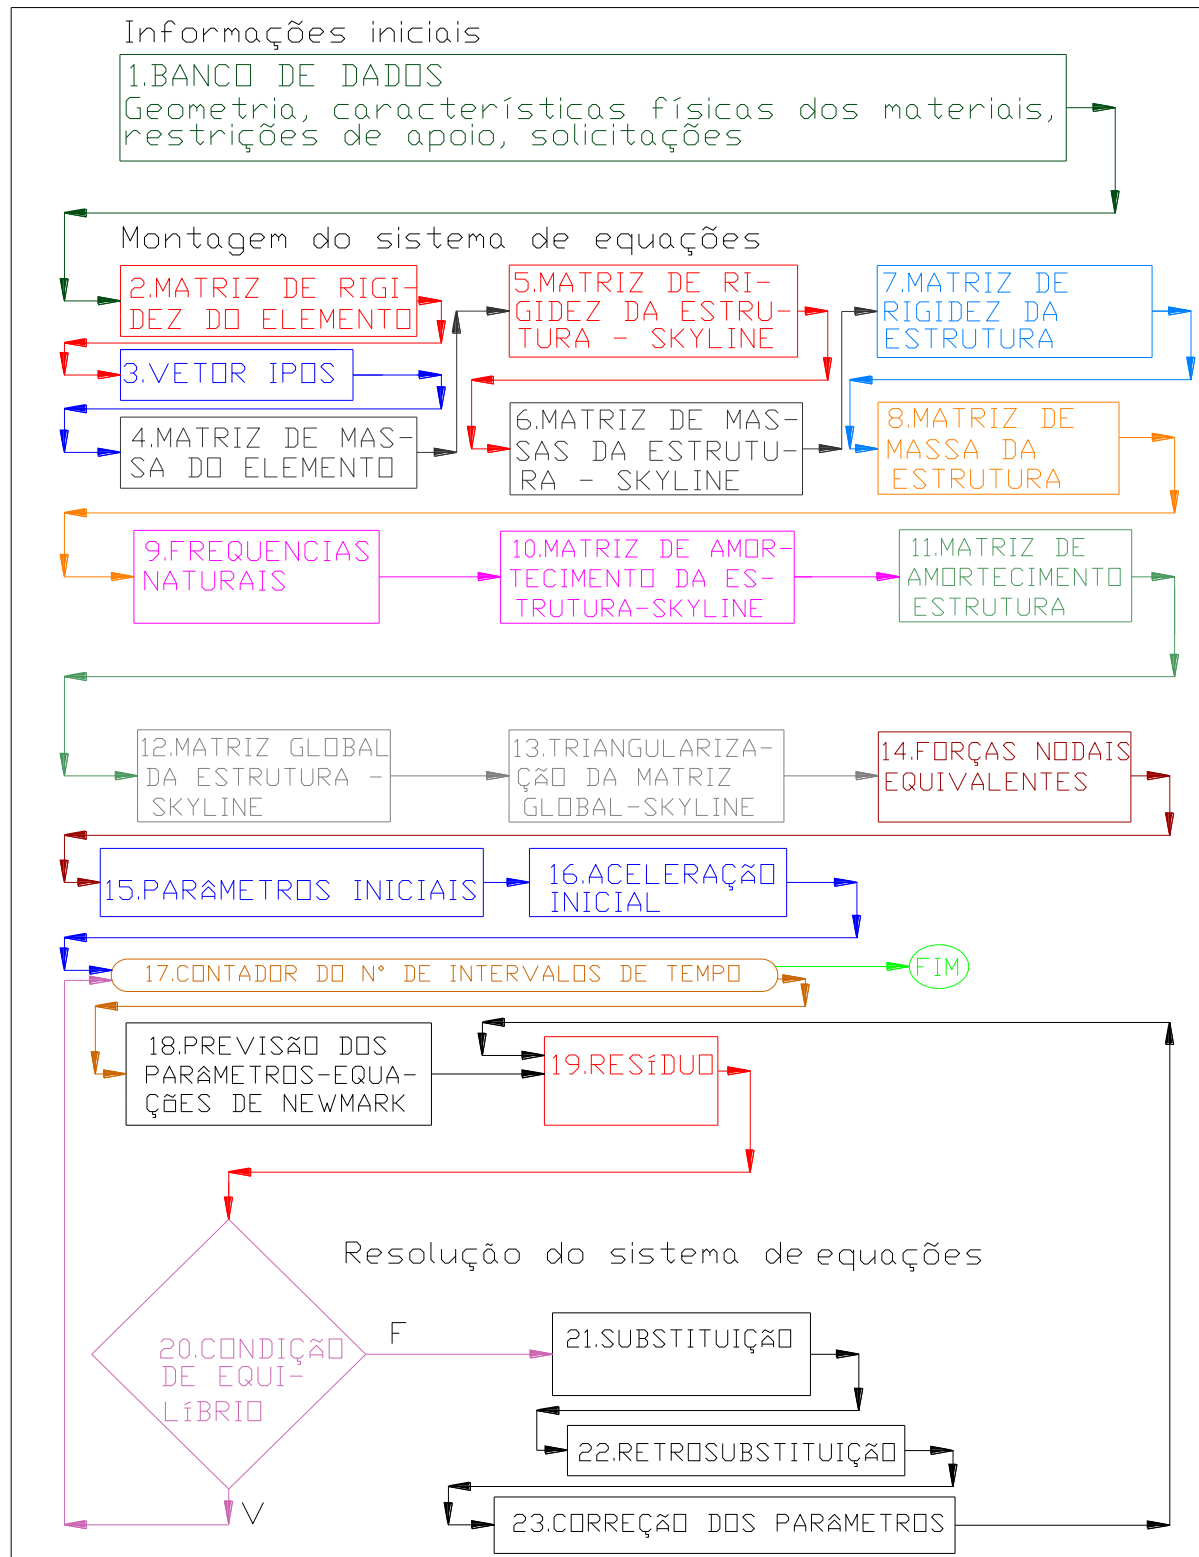 Informações iniciais
1.BANCO DE DADOS
Geometria, características físicas dos materiais,
restrições de apoio, solicitações
Montagem do sistema de equações
2.MATRIZ DE RIGI-
DEZ DO ELEMENTO
3.VETOR IPOS
4.MATRIZ DE MAS-
SA DO ELEMENTO
5.MATRIZ DE RI-
GIDEZ DA ESTRU-
TURA - SKYLINE
6.MATRIZ DE MAS-
SAS DA ESTRUTU-
RA - SKYLINE
7.MATRIZ DE
RIGIDEZ DA
ESTRUTURA
8.MATRIZ DE
MASSA DA
ESTRUTURA
9.FREQUENCIAS
NATURAIS
10.MATRIZ DE AMOR-
TECIMENTO DA ES-
TRUTURA-SKYLINE
11.MATRIZ DE
AMORTECIMENTO
ESTRUTURA
12.MATRIZ GLOBAL
DA ESTRUTURA -
SKYLINE
13.TRIANGULARIZA-
ÇÃO DA MATRIZ
GLOBAL-SKYLINE
14.FORÇAS NODAIS
EQUIVALENTES
15.PARÂMETROS INICIAIS
16.ACELERAÇÃO
INICIAL
17.CONTADOR DO N° DE INTERVALOS DE TEMPO
FIM
18.PREVISÃO DOS
PARÂMETROS-EQUA-
ÇÕES DE NEWMARK
19.RESÍDUO
Resolução do sistema de equações
20.CONDIÇÃO
DE EQUI-
LÍBRIO
F
V
21.SUBSTITUIÇÃO
22.RETROSUBSTITUIÇÃO
23.CORREÇÃO DOS PARÂMETROS